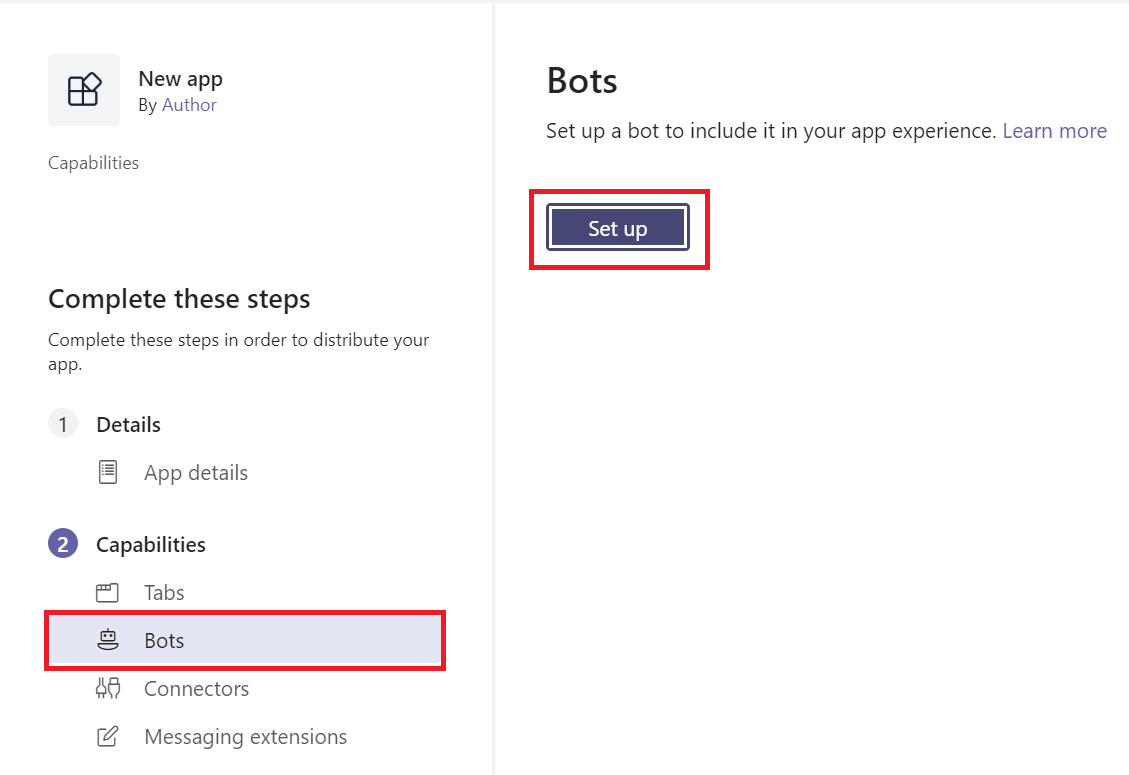 New app
By Author
Capabilities
Complete these steps
Complete these steps in order to distribute your
app.
1 Details
App details
2 Capabilities
Tabs
Bots
Connectors
Messaging extensions
Bots
Set up a bot to include it in your app experience. Learn more
Set up